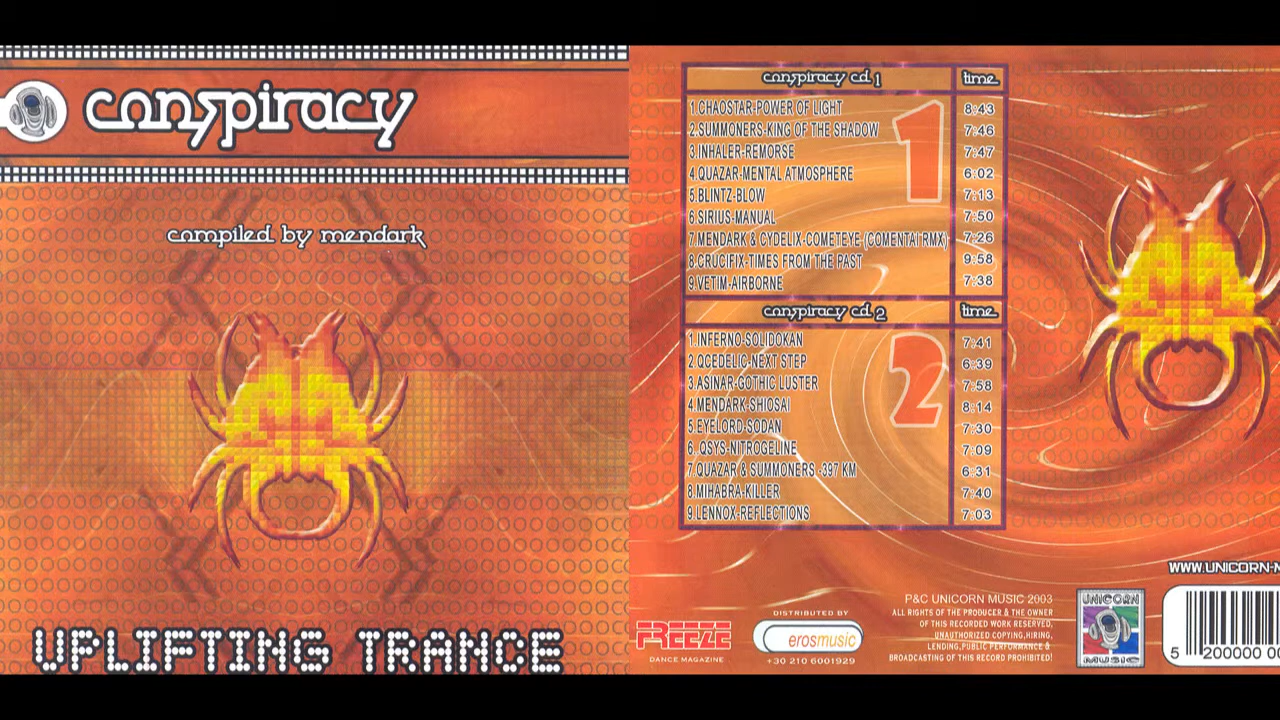 conspiracy
compiled by mendark
UPLIFTING TRANCE
conspiracy cd 1 time
1.CHAOSTAR-POWER OF LIGHT 8:43
2.SUMMONERS-KING OF THE SHADOW 7:46
3.INHALER-REMORSE 7:47
4.QUAZAR-MENTAL ATMOSPHERE 6:02
5.BLINTZ-BLOW 7:13
6.SIRIUS-MANUAL 7:50
7.MENDARK & CYDELIX-COMETEYE (COMENTAI RMX) 7:26
8.CRUCIFIX-TIMES FROM THE PAST 9:58
9.VETIM-AIRBORNE 7:38
1
conspiracy cd 2 time
1.INFERNO-SOLIDOKAN 7:41
2.QCEDELIC-NEXT STEP 6:39
3.ASINAR-GOTHIC LUSTER 7:58
4.MENDARK-SHIOSAI 8:14
5.EYELORD-SODAN 7:30
6.QSYS-NITROGELINE 7:09
7.QUAZAR & SUMMONERS -397 KM 6:31
8.MIHABRA-KILLER 7:40
9.LENNOX-REFLECTIONS 7:03
2
WWW.UNICORN-M
FREEZE
DANCE MAGAZINE
DISTRIBUTED BY
erosmusic
+30 210 6001929
P&C UNICORN MUSIC 2003
ALL RIGHTS OF THE PRODUCER & THE OWNER
OF THIS RECORDED WORK RESERVED,
UNAUTHORIZED COPYING,HIRING,
LENDING,PUBLIC PERFORMANCE &
BROADCASTING OF THIS RECORD PROHIBITED!
UNICORN
MUSIC
5 200000 00